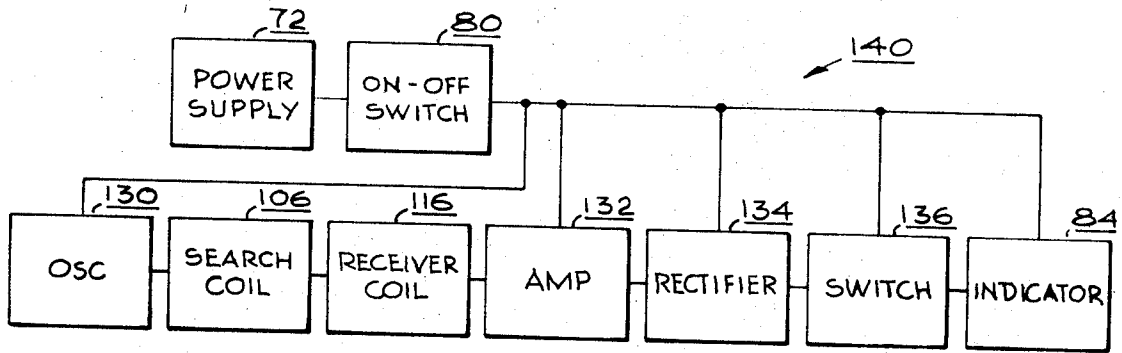 72
80
140
POWER
SUPPLY
ON-OFF
SWITCH
130
106
116
132
134
136
84
OSC
SEARCH
COIL
RECEIVER
COIL
AMP
RECTIFIER
SWITCH
INDICATOR